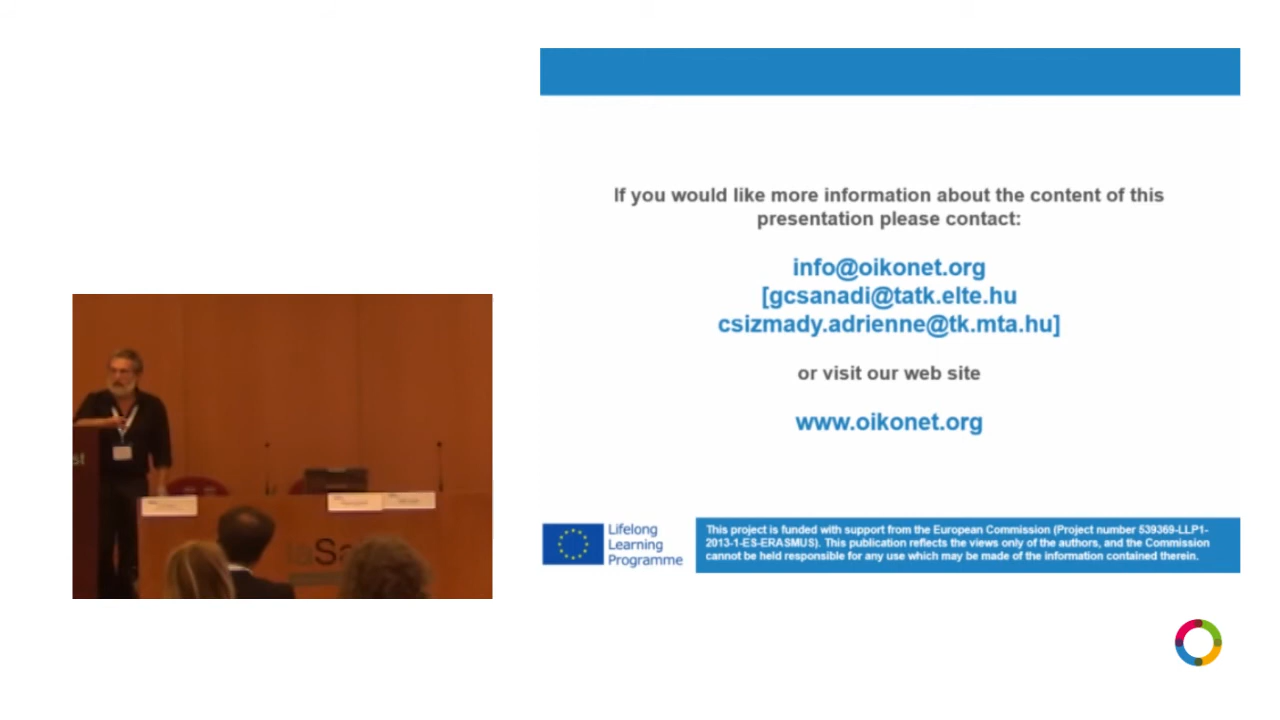 If you would like more information about the content of this
presentation please contact:
info@oikonet.org
[gcsanadi@tatk.elte.hu
csizmady.adrienne@tk.mta.hu]
or visit our web site
www.oikonet.org
Lifelong
Learning
Programme
This project is funded with support from the European Commission (Project number 539369-LLP1-
2013-1-ES-ERASMUS). This publication reflects the views only of the authors, and the Commission
cannot be held responsible for any use which may be made of the information contained therein.